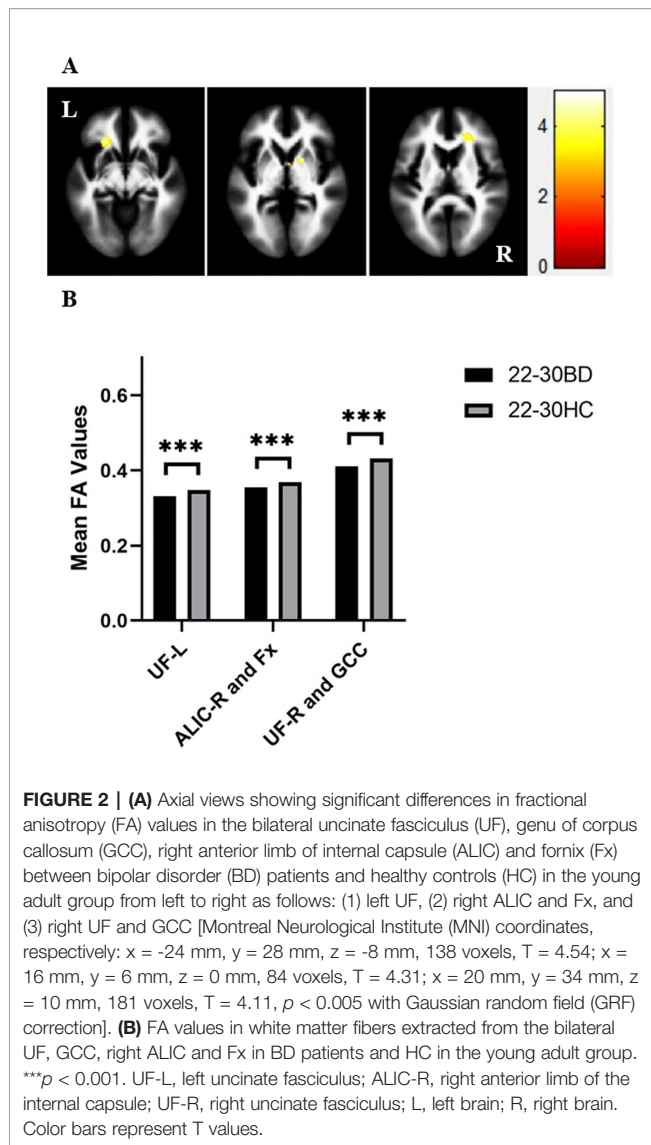 A
L
R
4
2
0
B
Mean FA Values
0.6
0.4
0.2
0.0
***
***
***
22-30BD
22-30HC
UF-L
ALIC-R and Fx
UF-R and GCC
FIGURE 2 | (A) Axial views showing significant differences in fractional
anisotropy (FA) values in the bilateral uncinate fasciculus (UF), genu of corpus
callosum (GCC), right anterior limb of internal capsule (ALIC) and fornix (Fx)
between bipolar disorder (BD) patients and healthy controls (HC) in the young
adult group from left to right as follows: (1) left UF, (2) right ALIC and Fx, and
(3) right UF and GCC [Montreal Neurological Institute (MNI) coordinates,
respectively: x = -24 mm, y = 28 mm, z = -8 mm, 138 voxels, T = 4.54; x =
16 mm, y = 6 mm, z = 0 mm, 84 voxels, T = 4.31; x = 20 mm, y = 34 mm, z
= 10 mm, 181 voxels, T = 4.11, p < 0.005 with Gaussian random field (GRF)
correction]. (B) FA values in white matter fibers extracted from the bilateral
UF, GCC, right ALIC and Fx in BD patients and HC in the young adult group.
***p < 0.001. UF-L, left uncinate fasciculus; ALIC-R, right anterior limb of the
internal capsule; UF-R, right uncinate fasciculus; L, left brain; R, right brain.
Color bars represent T values.